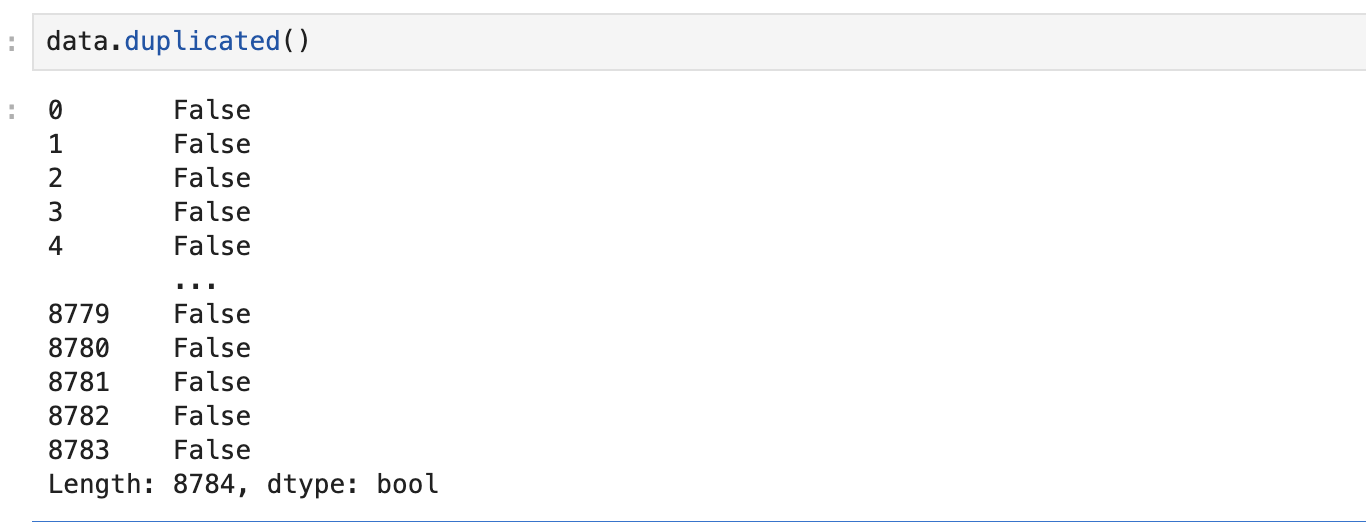 : data.duplicated()
: 0       False
1       False
2       False
3       False
4       False
        ...
8779    False
8780    False
8781    False
8782    False
8783    False
Length: 8784, dtype: bool